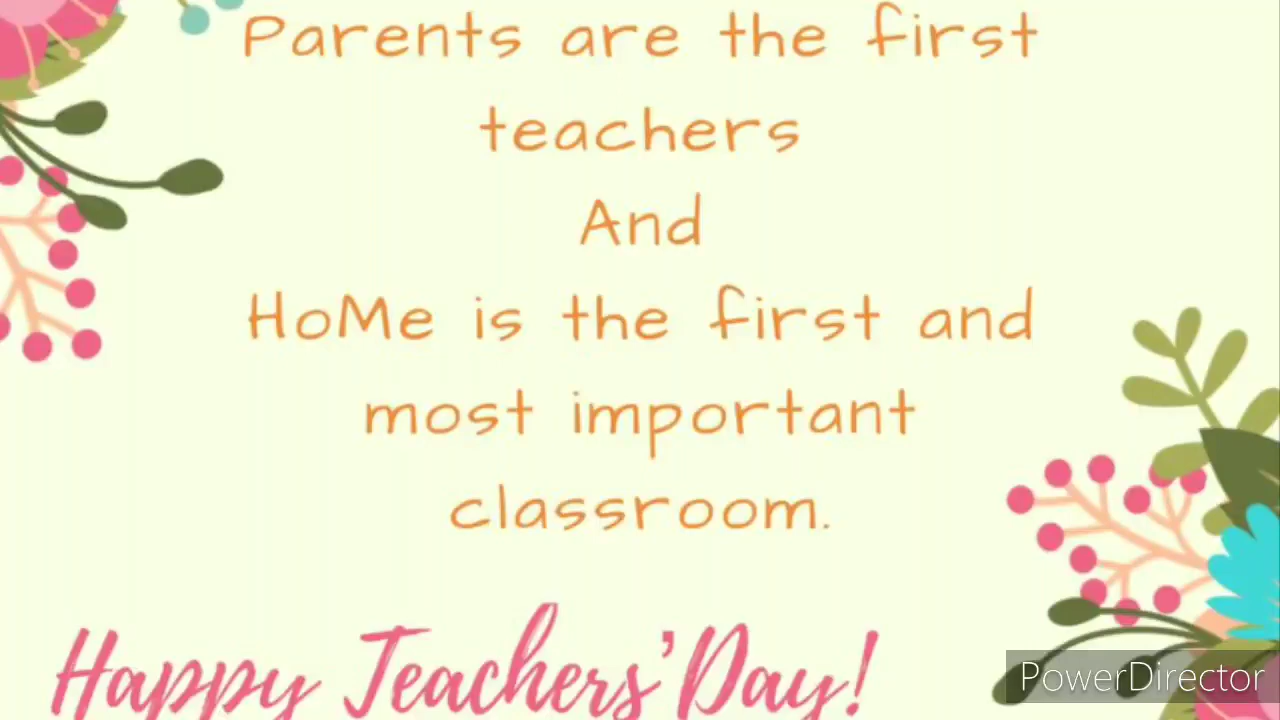 Parents are the first
teachers
And
HoMe is the first and
most important
classroom.
Happy Teachers' Day!
PowerDirector